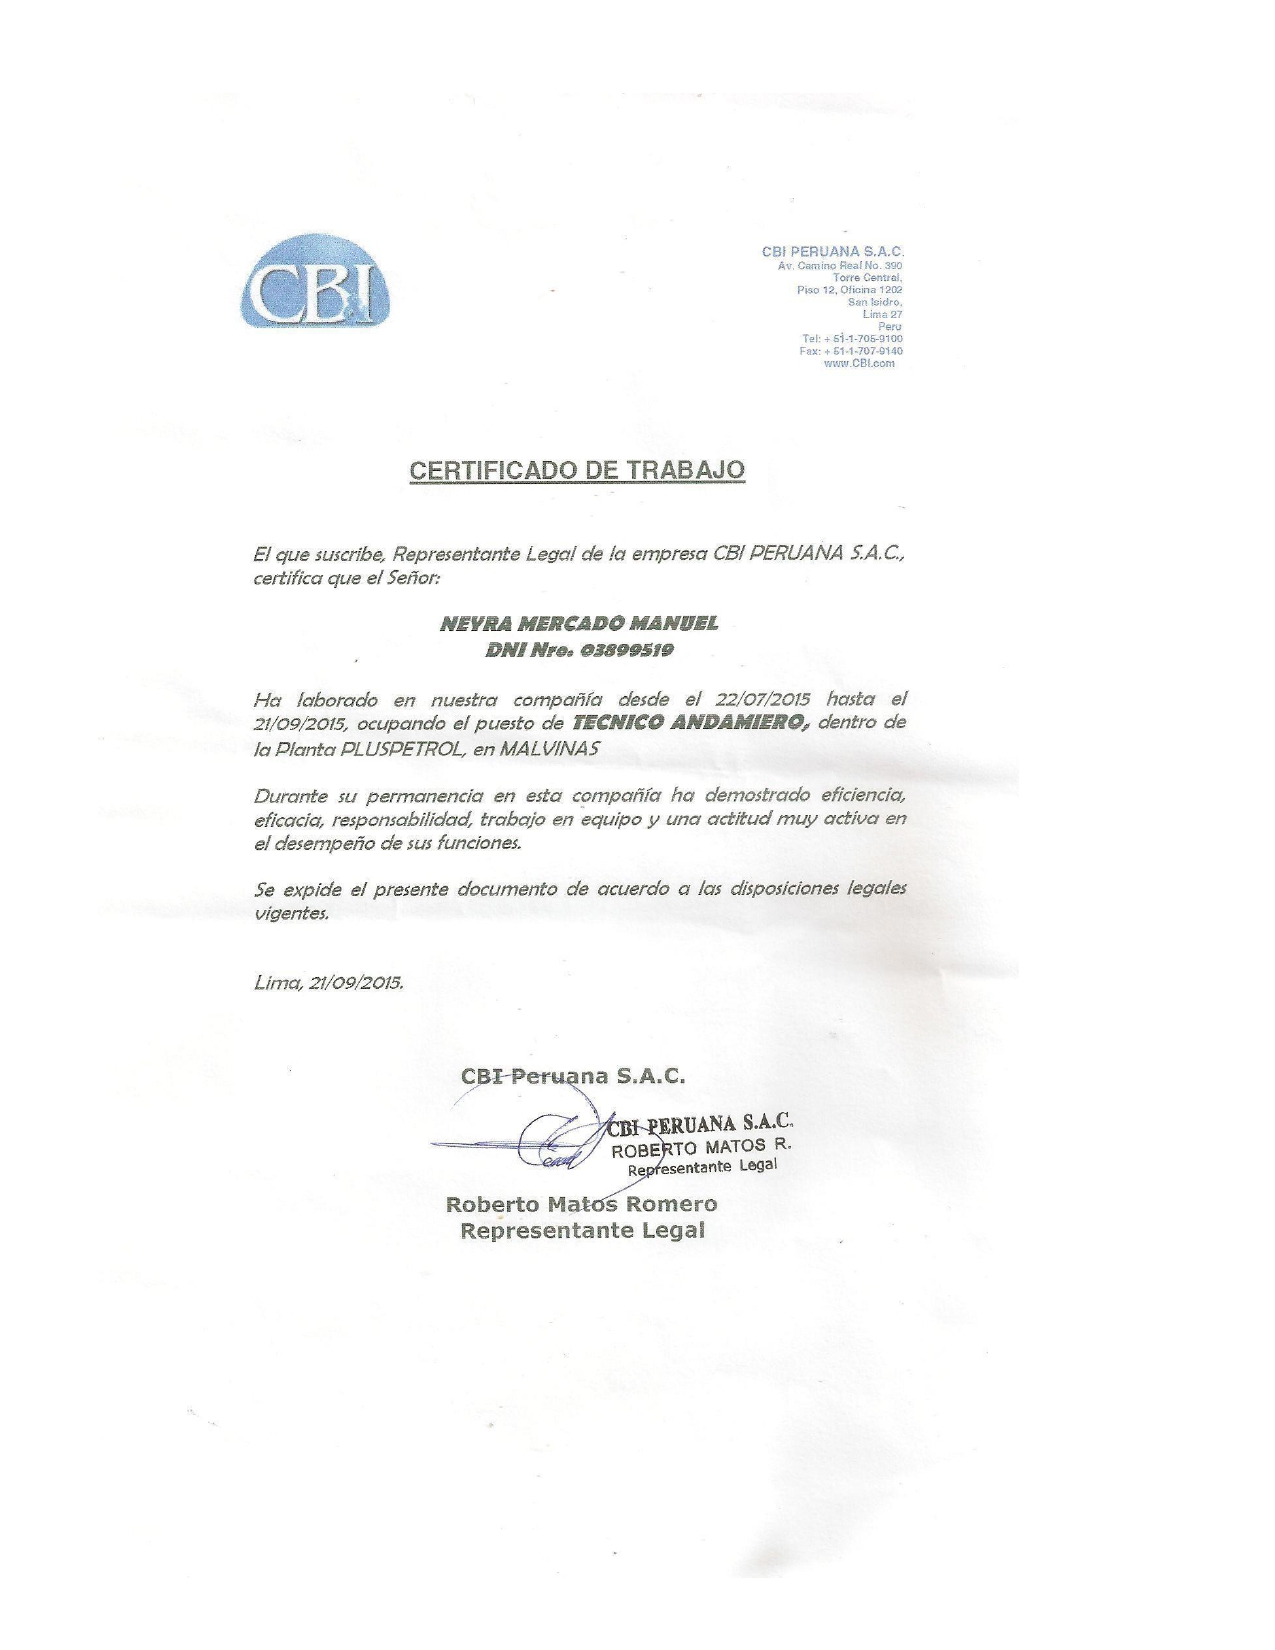 CB&I
CBI PERUANA S.A.C.
Av. Camino Real No. 390
Torre Central,
Piso 12, Oficina 1202
San Isidro,
Lima 27
Peru
Tel: + 51-1-705-9100
Fax: + 51-1-707-9140
www.CBI.com
CERTIFICADO DE TRABAJO
El que suscribe, Representante Legal de la empresa CBI PERUANA S.A.C.,
certifica que el Señor:
NEYRA MERCADO MANUEL
DNI Nro. 03899519
Ha laborado en nuestra compañía desde el 22/07/2015 hasta el
21/09/2015, ocupando el puesto de TECNICO ANDAMIERO, dentro de
la Planta PLUSPETROL, en MALVINAS
Durante su permanencia en esta compañía ha demostrado eficiencia,
eficacia, responsabilidad, trabajo en equipo y una actitud muy activa en
el desempeño de sus funciones.
Se expide el presente documento de acuerdo a las disposiciones legales
vigentes.
Lima, 21/09/2015.
CBI Peruana S.A.C.
CBI PERUANA S.A.C.
ROBERTO MATOS R.
Representante Legal
Roberto Matos Romero
Representante Legal